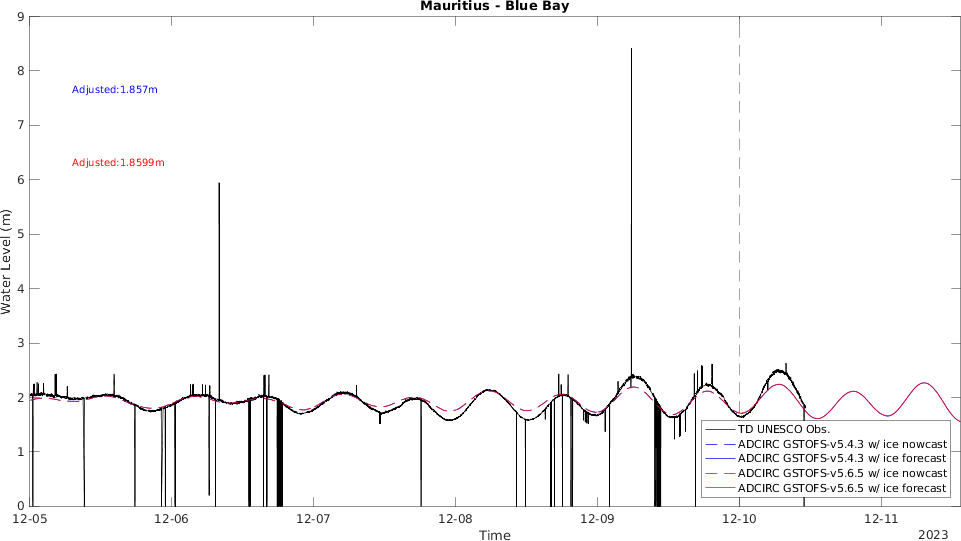 Mauritius - Blue Bay
9
8
7
6
5
4
3
2
1
0
Water Level (m)
Adjusted:1.857m
Adjusted:1.8599m
TD UNESCO Obs.
ADCIRC GSTOFS-v5.4.3 w/ ice nowcast
ADCIRC GSTOFS-v5.4.3 w/ ice forecast
ADCIRC GSTOFS-v5.6.5 w/ ice nowcast
ADCIRC GSTOFS-v5.6.5 w/ ice forecast
12-05 12-06 12-07 12-08 12-09 12-10 12-11
Time
2023